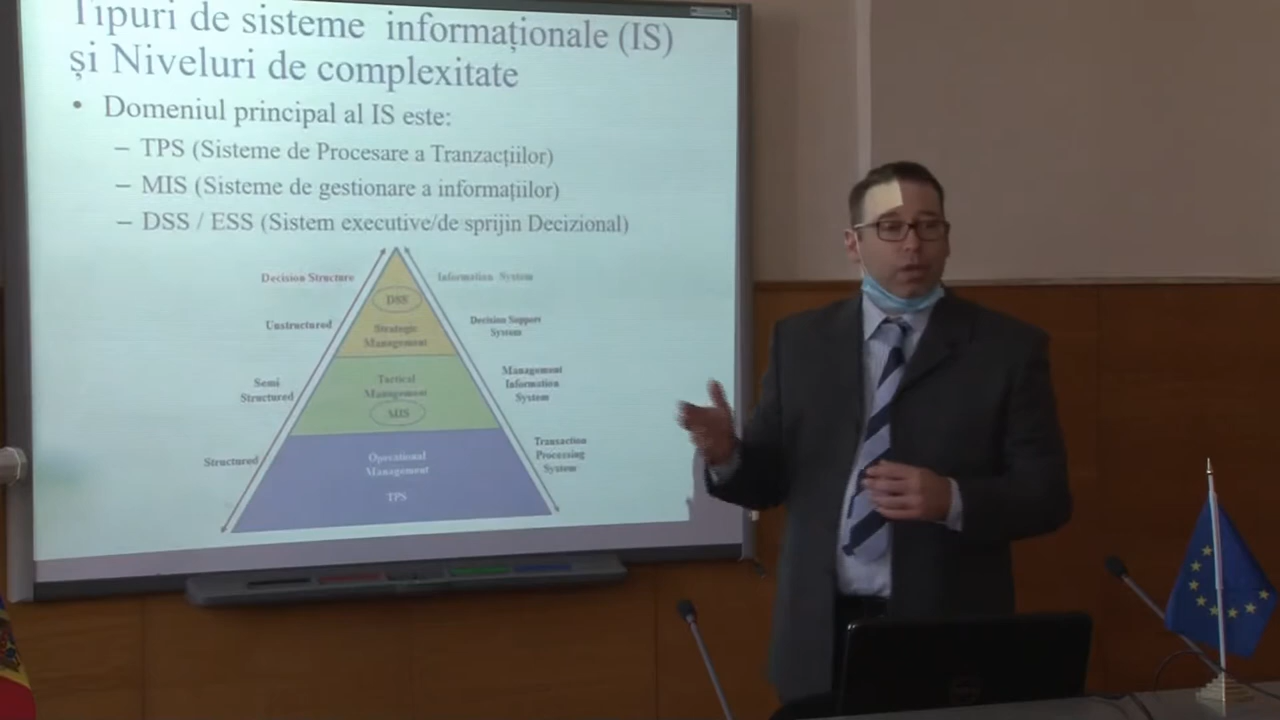 Tipuri de sisteme informaționale (IS)
și Niveluri de complexitate
• Domeniul principal al IS este:
– TPS (Sisteme de Procesare a Tranzacțiilor)
– MIS (Sisteme de gestionare a informațiilor)
– DSS / ESS (Sistem executive/de sprijin Decizional)
Decision Structure
Information System
DSS
Unstructured
Strategic
Management
Decision Support
System
Semi
Structured
Tactical
Management
MIS
Management
Information
System
Structured
Operational
Management
TPS
Transaction
Processing
System